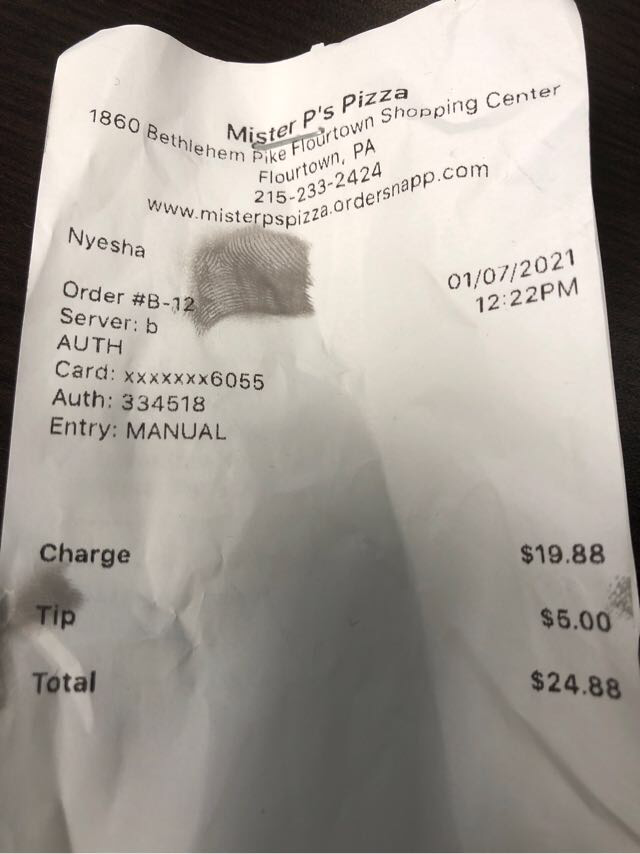 Mister P's Pizza
1860 Bethlehem Pike Flourtown Shopping Center
Flourtown, PA
215-233-2424
www.misterpspizza.ordersnapp.com
Nyesha
01/07/2021
12:22PM
Order #B-12
Server: b
AUTH
Card: xxxxxxx6055
Auth: 334518
Entry: MANUAL
Charge $19.88
Tip $5.00
Total $24.88